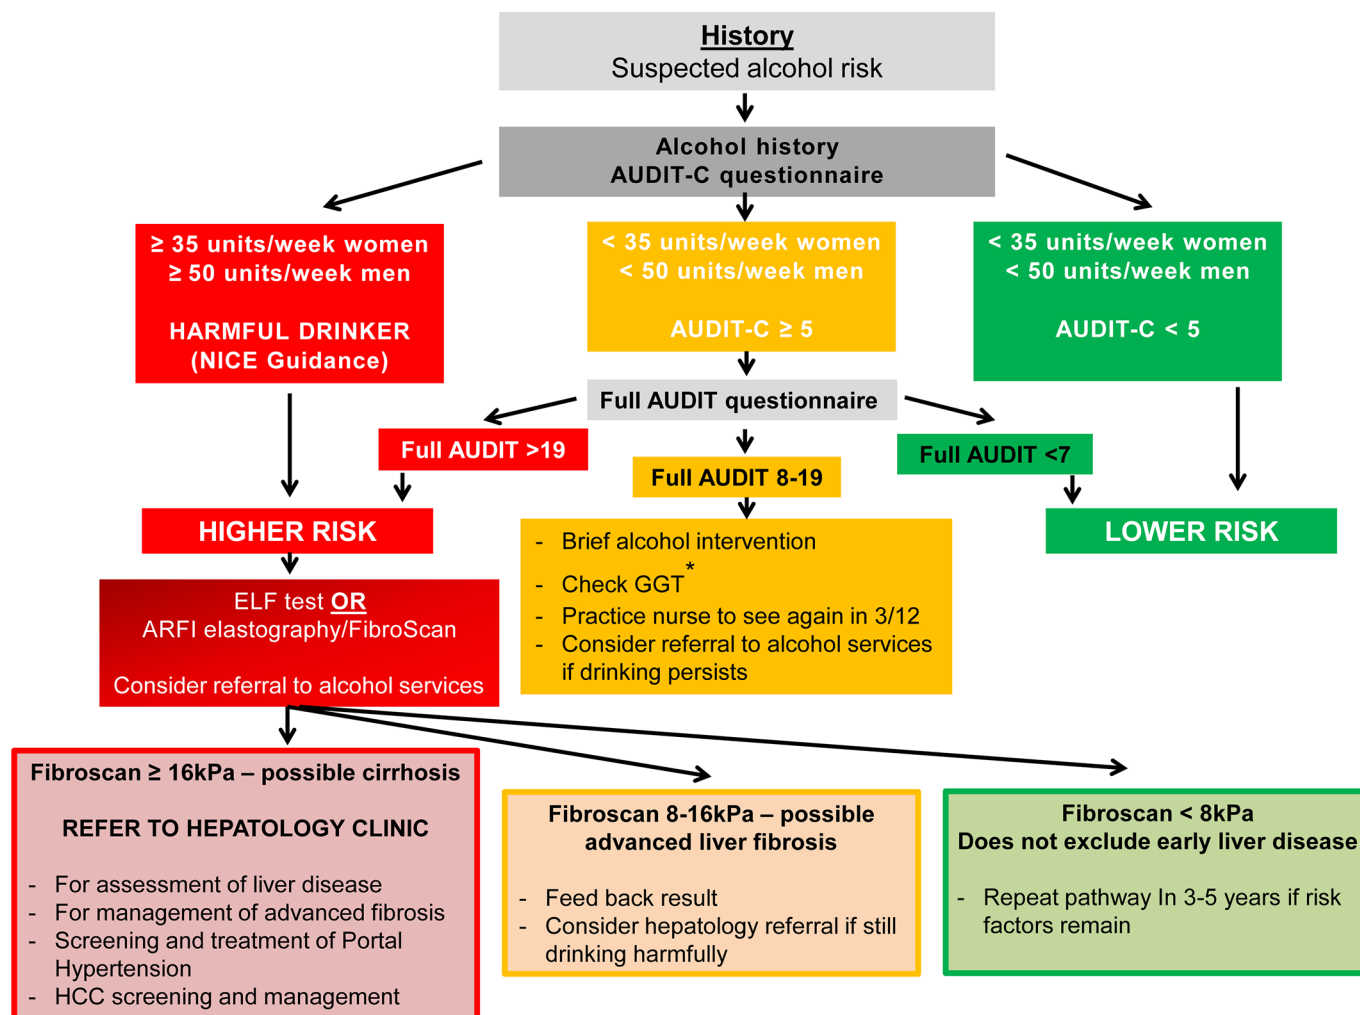 History
Suspected alcohol risk
Alcohol history
AUDIT-C questionnaire
≥ 35 units/week women
≥ 50 units/week men
HARMFUL DRINKER
(NICE Guidance)
< 35 units/week women
< 50 units/week men
AUDIT-C ≥ 5
< 35 units/week women
< 50 units/week men
AUDIT-C < 5
Full AUDIT questionnaire
Full AUDIT >19
Full AUDIT 8-19
Full AUDIT <7
HIGHER RISK
LOWER RISK
ELF test OR
ARFI elastography/FibroScan
Consider referral to alcohol services
- Brief alcohol intervention
- Check GGT*
- Practice nurse to see again in 3/12
- Consider referral to alcohol services
if drinking persists
Fibroscan ≥ 16kPa – possible cirrhosis
REFER TO HEPATOLOGY CLINIC
- For assessment of liver disease
- For management of advanced fibrosis
- Screening and treatment of Portal
Hypertension
- HCC screening and management
Fibroscan 8-16kPa – possible
advanced liver fibrosis
- Feed back result
- Consider hepatology referral if still
drinking harmfully
Fibroscan < 8kPa
Does not exclude early liver disease
- Repeat pathway In 3-5 years if risk
factors remain